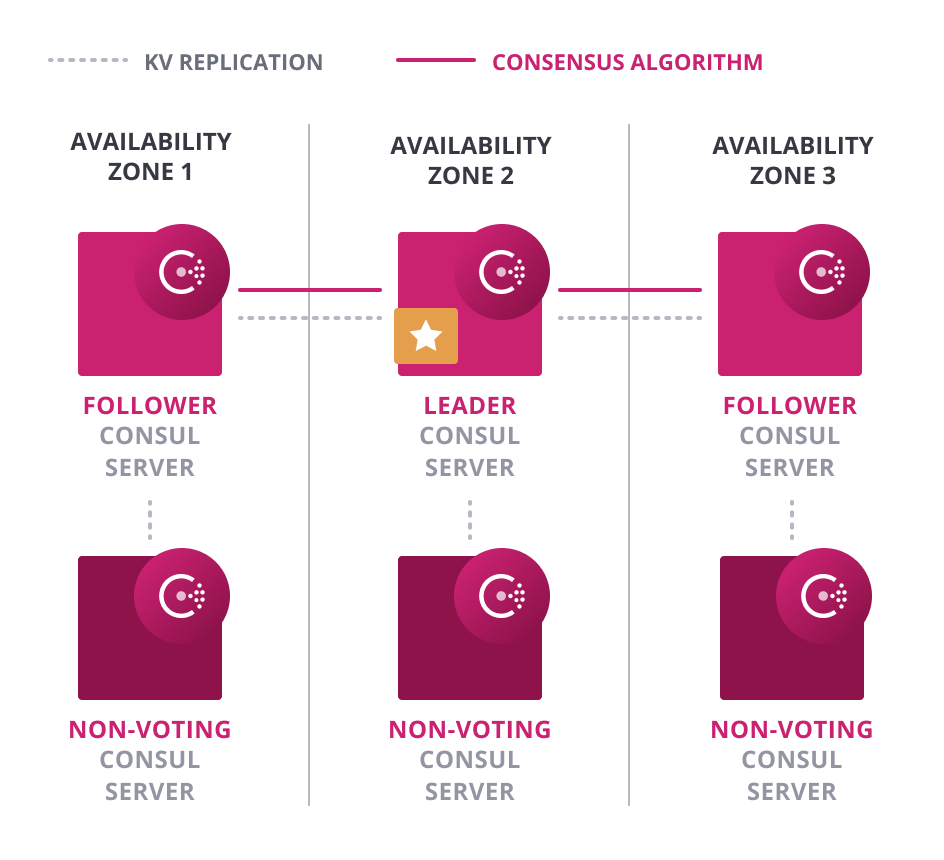 KV REPLICATION
CONSENSUS ALGORITHM
AVAILABILITY
ZONE 1
AVAILABILITY
ZONE 2
AVAILABILITY
ZONE 3
FOLLOWER
CONSUL
SERVER
LEADER
CONSUL
SERVER
FOLLOWER
CONSUL
SERVER
NON-VOTING
CONSUL
SERVER
NON-VOTING
CONSUL
SERVER
NON-VOTING
CONSUL
SERVER